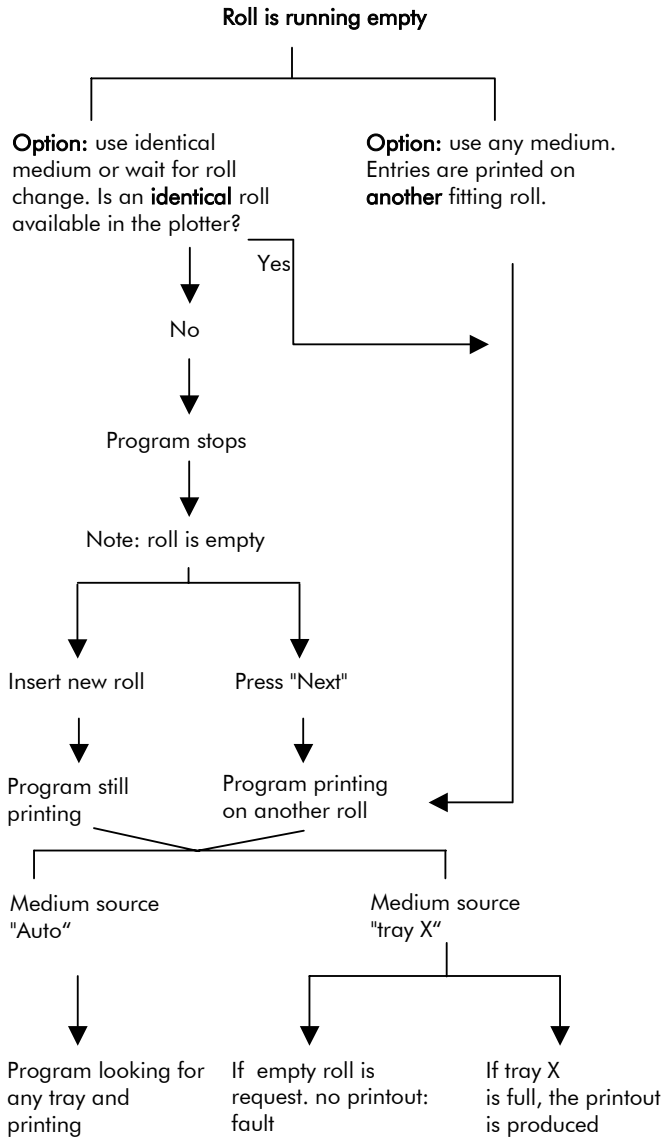 Roll is running empty
Option: use identical
medium or wait for roll
change. Is an identical roll
available in the plotter?
Option: use any medium.
Entries are printed on
another fitting roll.
Yes
No
Program stops
Note: roll is empty
Insert new roll
Press "Next"
Program still
printing
Program printing
on another roll
Medium source
"Auto“
Medium source
"tray X“
Program looking for
any tray and
printing
If empty roll is
request. no printout:
fault
If tray X
is full, the printout
is produced